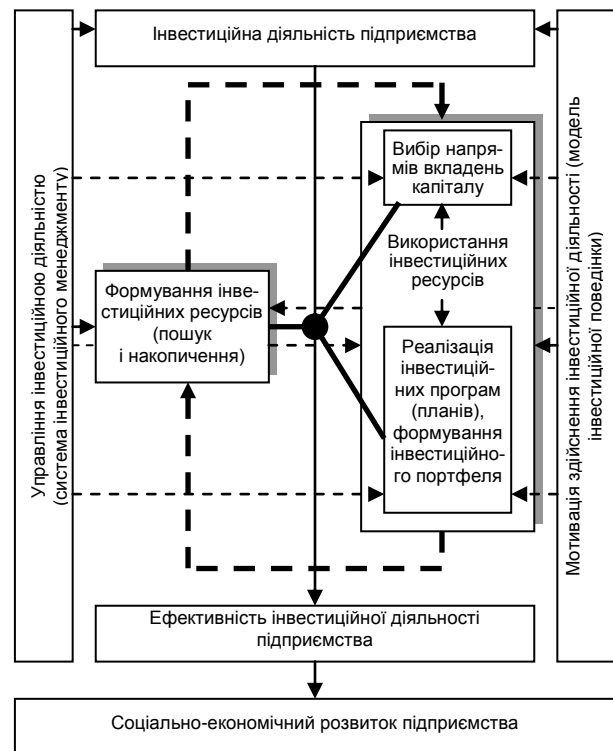 Інвестиційна діяльність підприємства
Управління інвестиційною діяльністю
(система інвестиційного менеджменту)
Вибір напря-
мів вкладень
капіталу
Використання
інвестиційних
ресурсів
Формування інве-
стиційних ресурсів
(пошук
і накопичення)
Реалізація
інвестицій-
них програм
(планів),
формування
інвестиційно-
го портфеля
Мотивація здійснення інвестиційної діяльності (модель
інвестиційної поведінки)
Ефективність інвестиційної діяльності
підприємства
Соціально-економічний розвиток підприємства